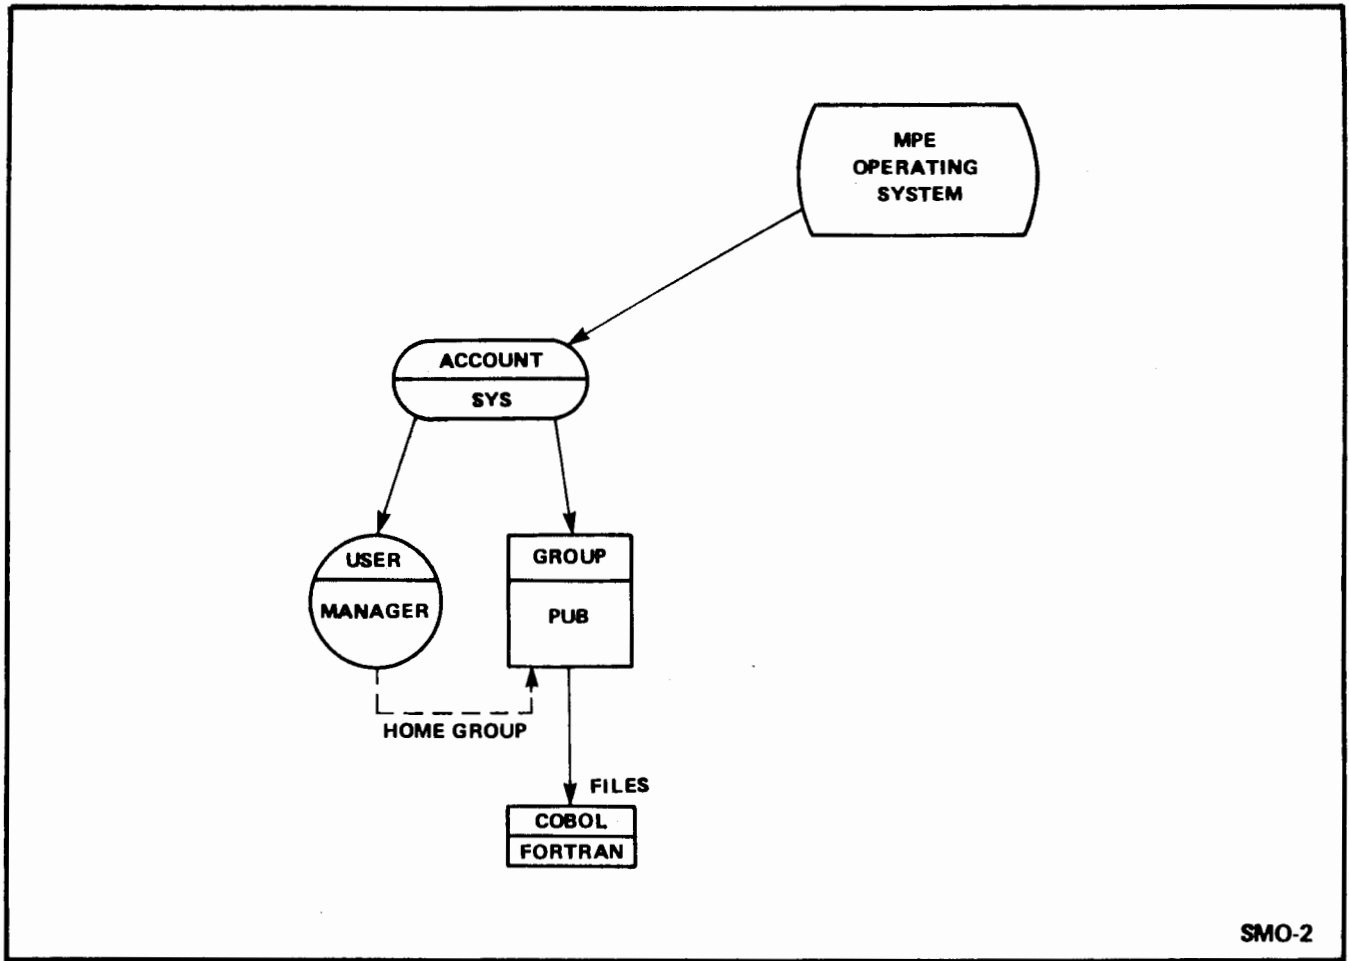 MPE
OPERATING
SYSTEM
ACCOUNT
SYS
USER
MANAGER
GROUP
PUB
HOME GROUP
FILES
COBOL
FORTRAN
SMO-2